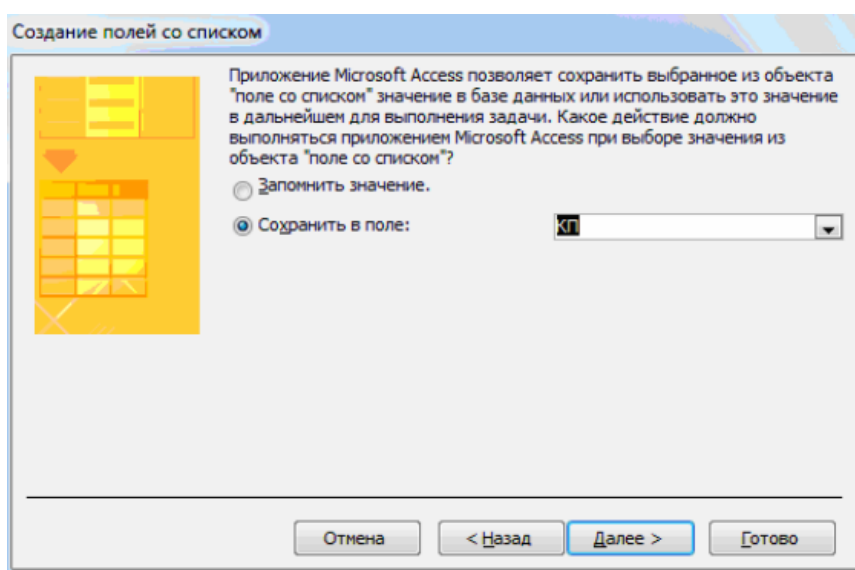 Создание полей со списком
Приложение Microsoft Access позволяет сохранить выбранное из объекта
"поле со списком" значение в базе данных или использовать это значение
в дальнейшем для выполнения задачи. Какое действие должно
выполняться приложением Microsoft Access при выборе значения из
объекта "поле со списком"?
Запомнить значение.
Сохранить в поле: КП
Отмена < Назад Далее > Готово